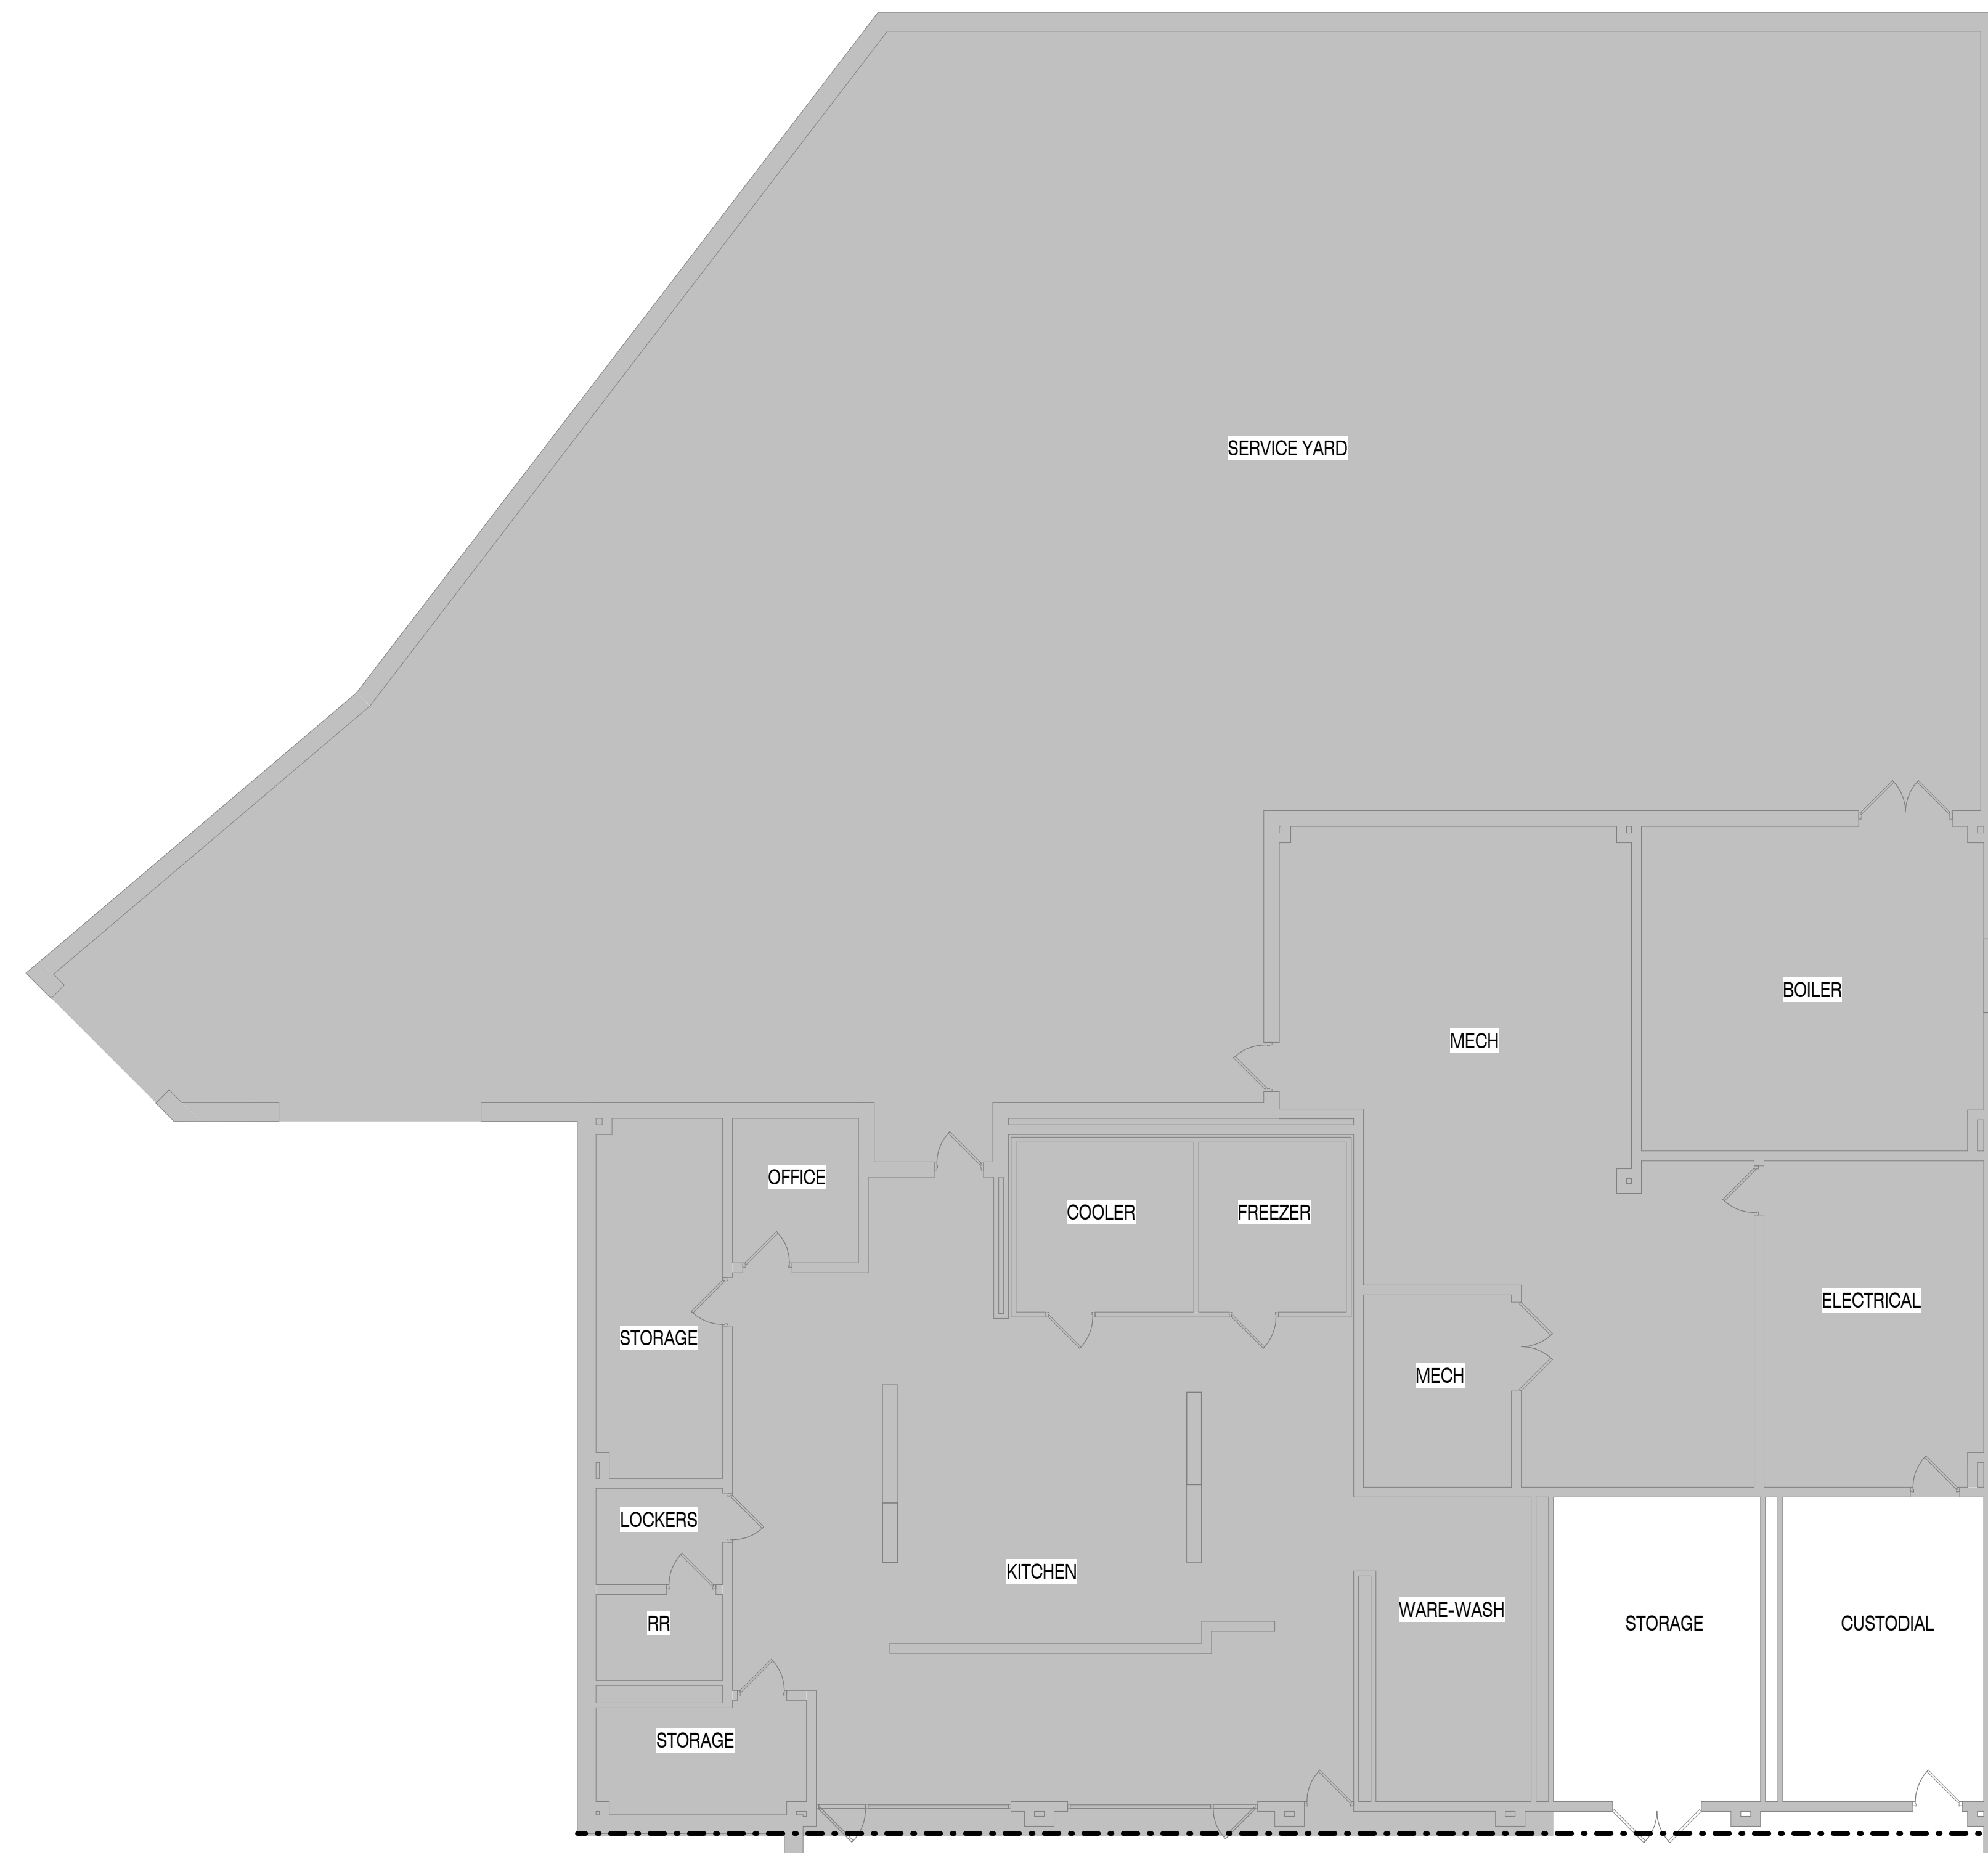 SERVICE YARD
BOILER
MECH
OFFICE
COOLER
FREEZER
ELECTRICAL
STORAGE
MECH
LOCKERS
KITCHEN
WARE-WASH
RR
STORAGE
CUSTODIAL
STORAGE